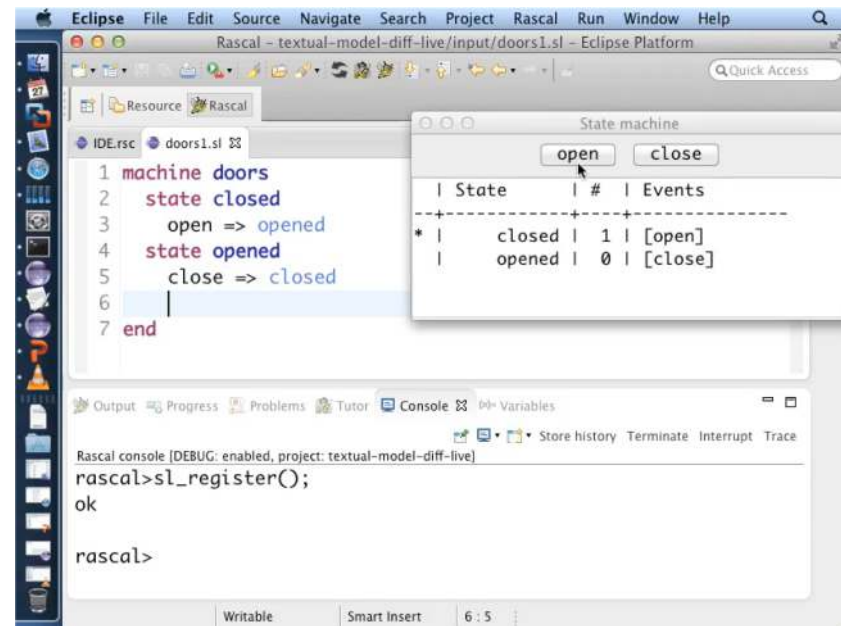 Eclipse File Edit Source Navigate Search Project Rascal Run Window Help
Rascal - textual-model-diff-live/input/doors1.sl - Eclipse Platform
Quick Access
Resource Rascal
27
State machine
IDE.rsc doors1.sl
open close
1 machine doors
2 state closed
3 open => opened
4 state opened
5 close => closed
6
7 end
| State | # | Events
--+-------------+----+---------------
* | closed | 1 | [open]
| opened | 0 | [close]
Output Progress Problems Tutor Console Variables
Store history Terminate Interrupt Trace
Rascal console [DEBUG: enabled, project: textual-model-diff-live]
rascal>sl_register();
ok
rascal>
Writable Smart Insert 6 : 5